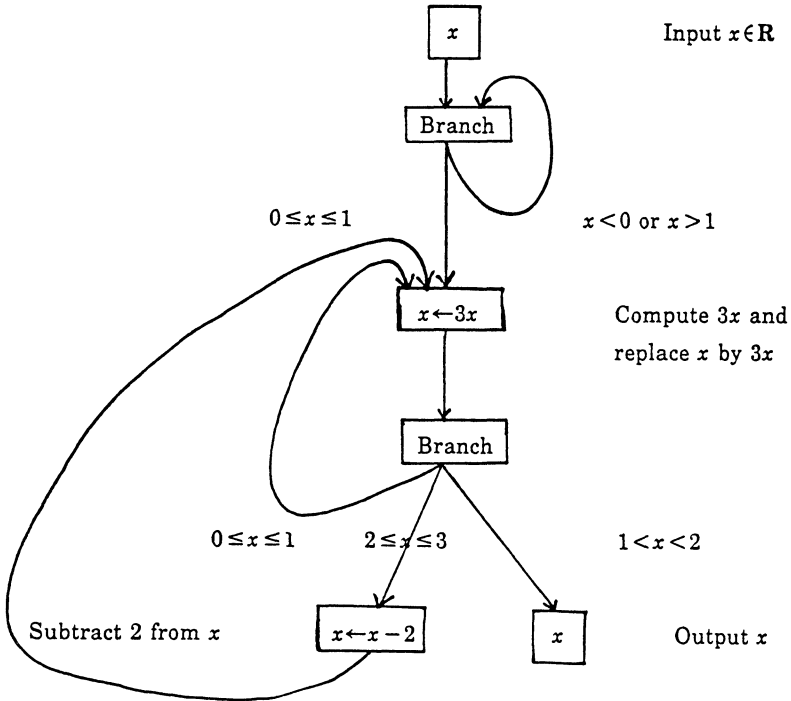 x Input x∈R
Branch
0≤x≤1 x<0 or x>1
x←3x Compute 3x and
replace x by 3x
Branch
0≤x≤1 2≤x≤3 1<x<2
Subtract 2 from x x←x−2 x Output x